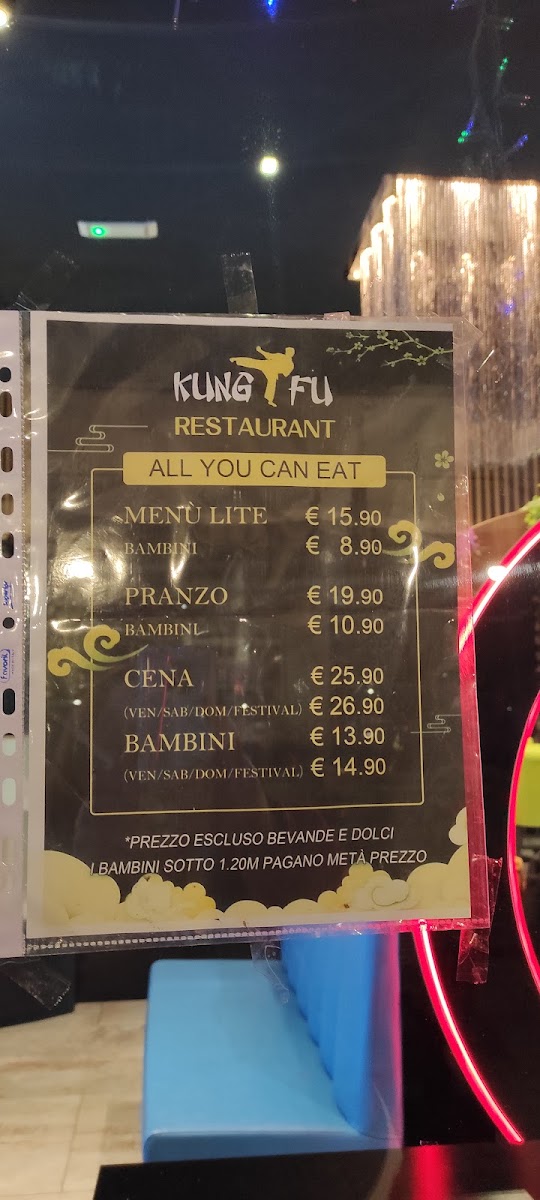 KUNG FU
RESTAURANT
ALL YOU CAN EAT
MENÙ LITE € 15.90
BAMBINI € 8.90
PRANZO € 19.90
BAMBINI € 10.90
CENA € 25.90
(VEN/SAB/DOM/FESTIVAL) € 26.90
BAMBINI € 13.90
(VEN/SAB/DOM/FESTIVAL) € 14.90
*PREZZO ESCLUSO BEVANDE E DOLCI
I BAMBINI SOTTO 1.20M PAGANO METÀ PREZZO
Favorit